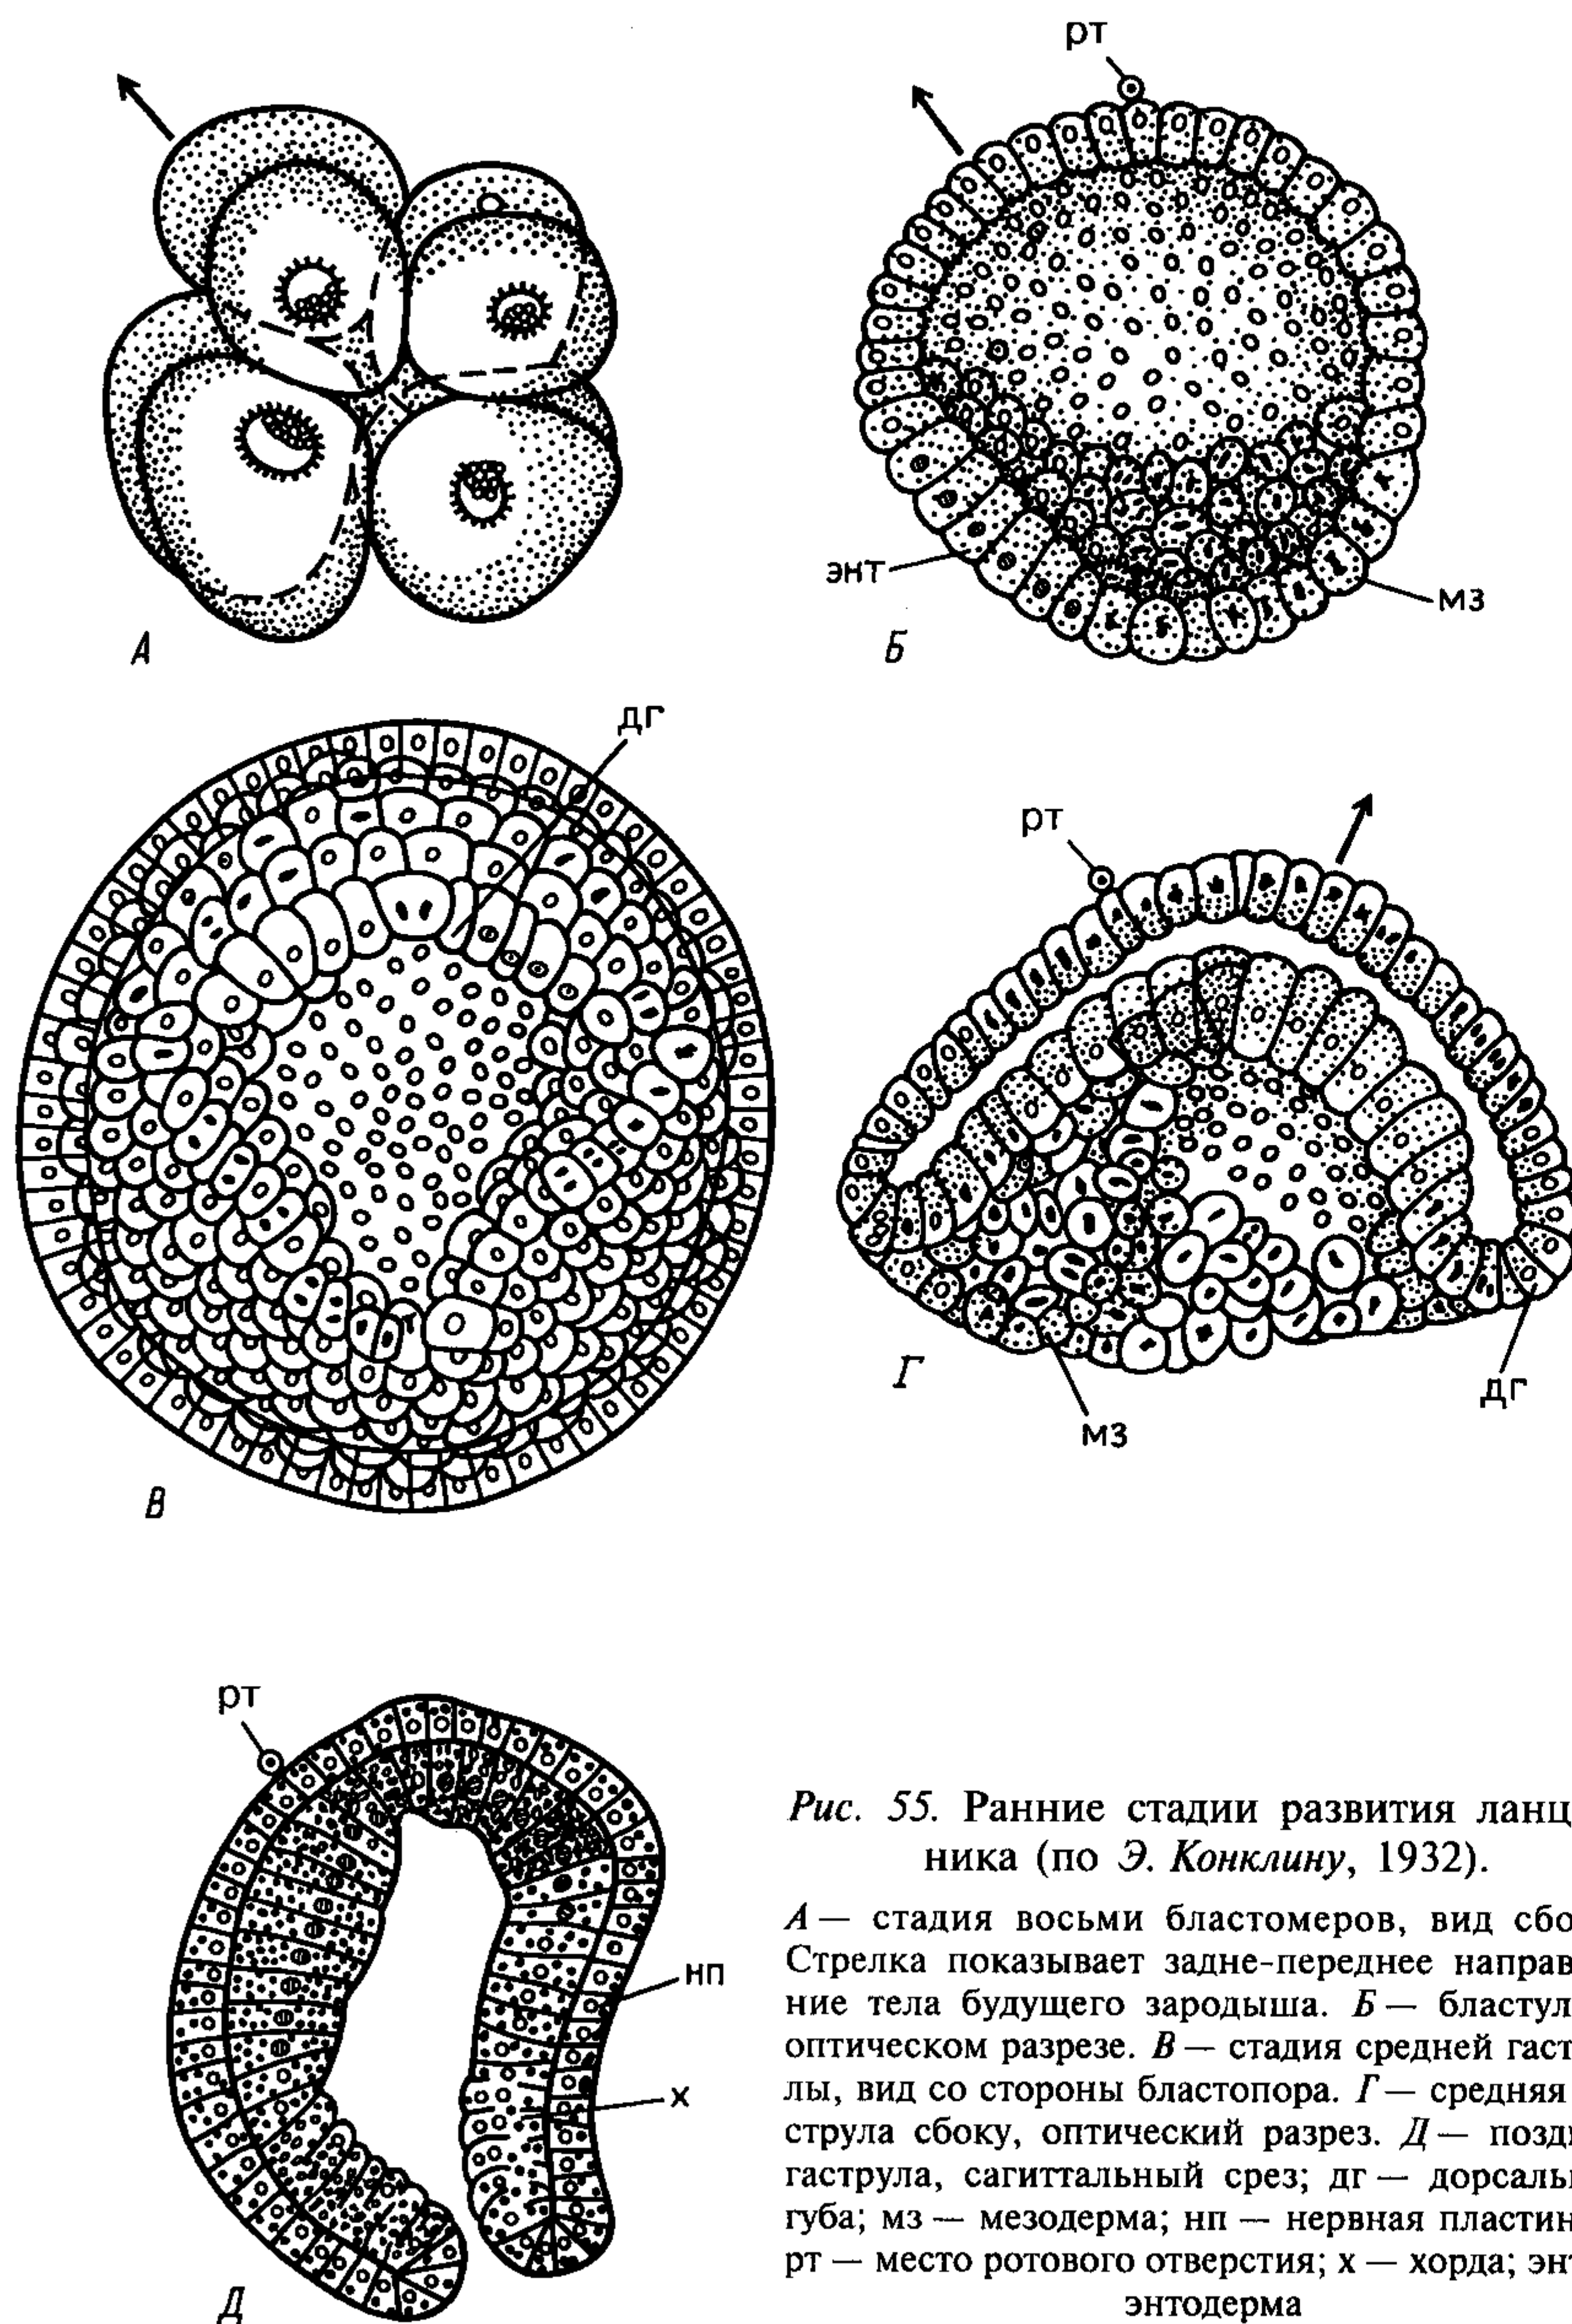 рт
А
энт
Б
мз
дг
В
рт
Г
мз
дг
рт
нп
х
Д
Рис. 55. Ранние стадии развития ланц
ника (по Э. Конклину, 1932).
А — стадия восьми бластомеров, вид сбо
Стрелка показывает задне-переднее направ
ние тела будущего зародыша. Б — бластул
оптическом разрезе. В — стадия средней гаст
лы, вид со стороны бластопора. Г — средняя
струла сбоку, оптический разрез. Д — позд
гаструла, сагиттальный срез; дг — дорсаль
губа; мз — мезодерма; нп — нервная пластин
рт — место ротового отверстия; х — хорда; энт
энтодерма